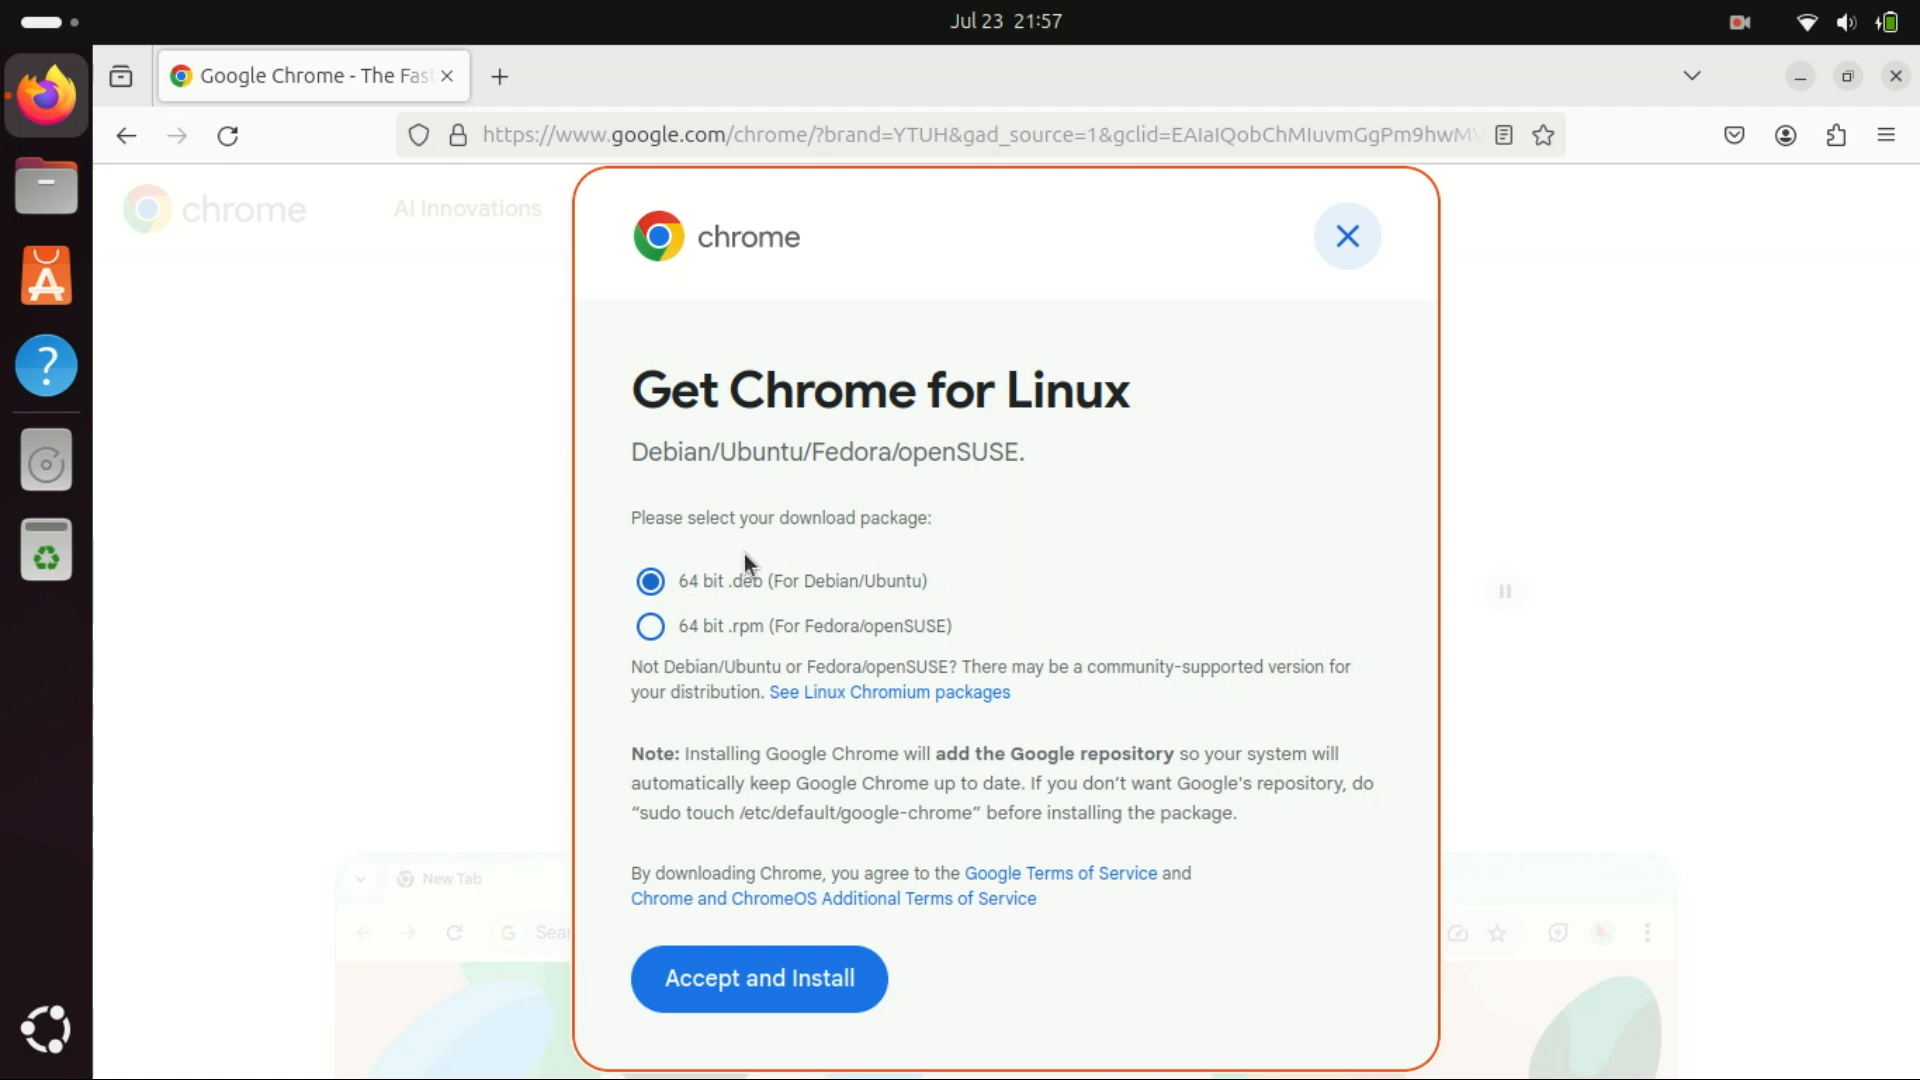 Jul 23 21:57
Google Chrome - The Fas
https://www.google.com/chrome/?brand=YTUH&gad_source=1&gclid=EAIaIQobChMIuvmGgPm9hwMV
chrome
AI Innovations
chrome
Get Chrome for Linux
Debian/Ubuntu/Fedora/openSUSE.
Please select your download package:
64 bit .deb (For Debian/Ubuntu)
64 bit .rpm (For Fedora/openSUSE)
Not Debian/Ubuntu or Fedora/openSUSE? There may be a community-supported version for
your distribution. See Linux Chromium packages
Note: Installing Google Chrome will add the Google repository so your system will
automatically keep Google Chrome up to date. If you don’t want Google's repository, do
“sudo touch /etc/default/google-chrome” before installing the package.
By downloading Chrome, you agree to the Google Terms of Service and
Chrome and ChromeOS Additional Terms of Service
New Tab
Sear
Accept and Install